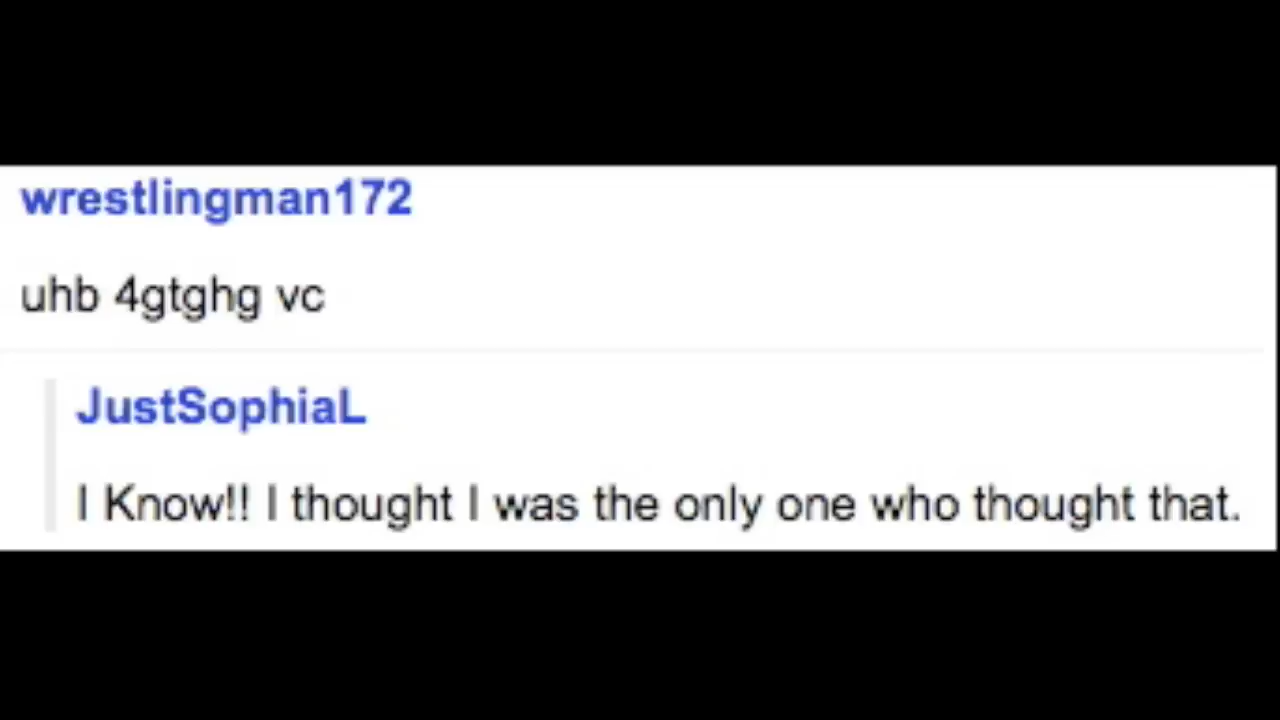 wrestlingman172
uhb 4gtghg vc
JustSophiaL
I Know!! I thought I was the only one who thought that.